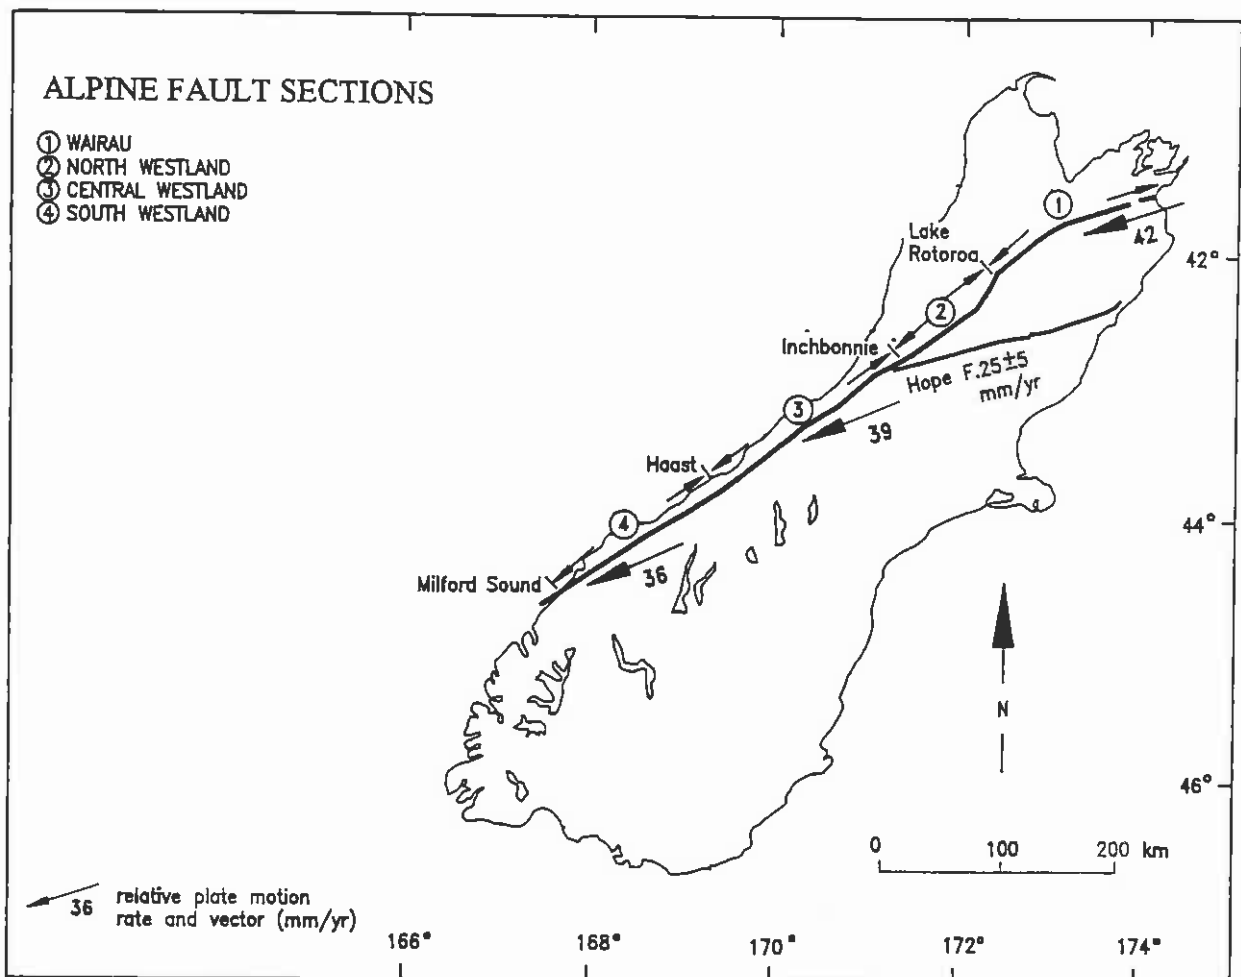 ALPINE FAULT SECTIONS
① WAIRAU
② NORTH WESTLAND
③ CENTRAL WESTLAND
④ SOUTH WESTLAND
1
Lake
Rotoroa
42
42°
2
Inchbonnie
Hope F.25±5
mm/yr
3
39
Haast
4
44°
Milford Sound
36
N
46°
0 100 200 km
36 relative plate motion
rate and vector (mm/yr)
166° 168° 170° 172° 174°